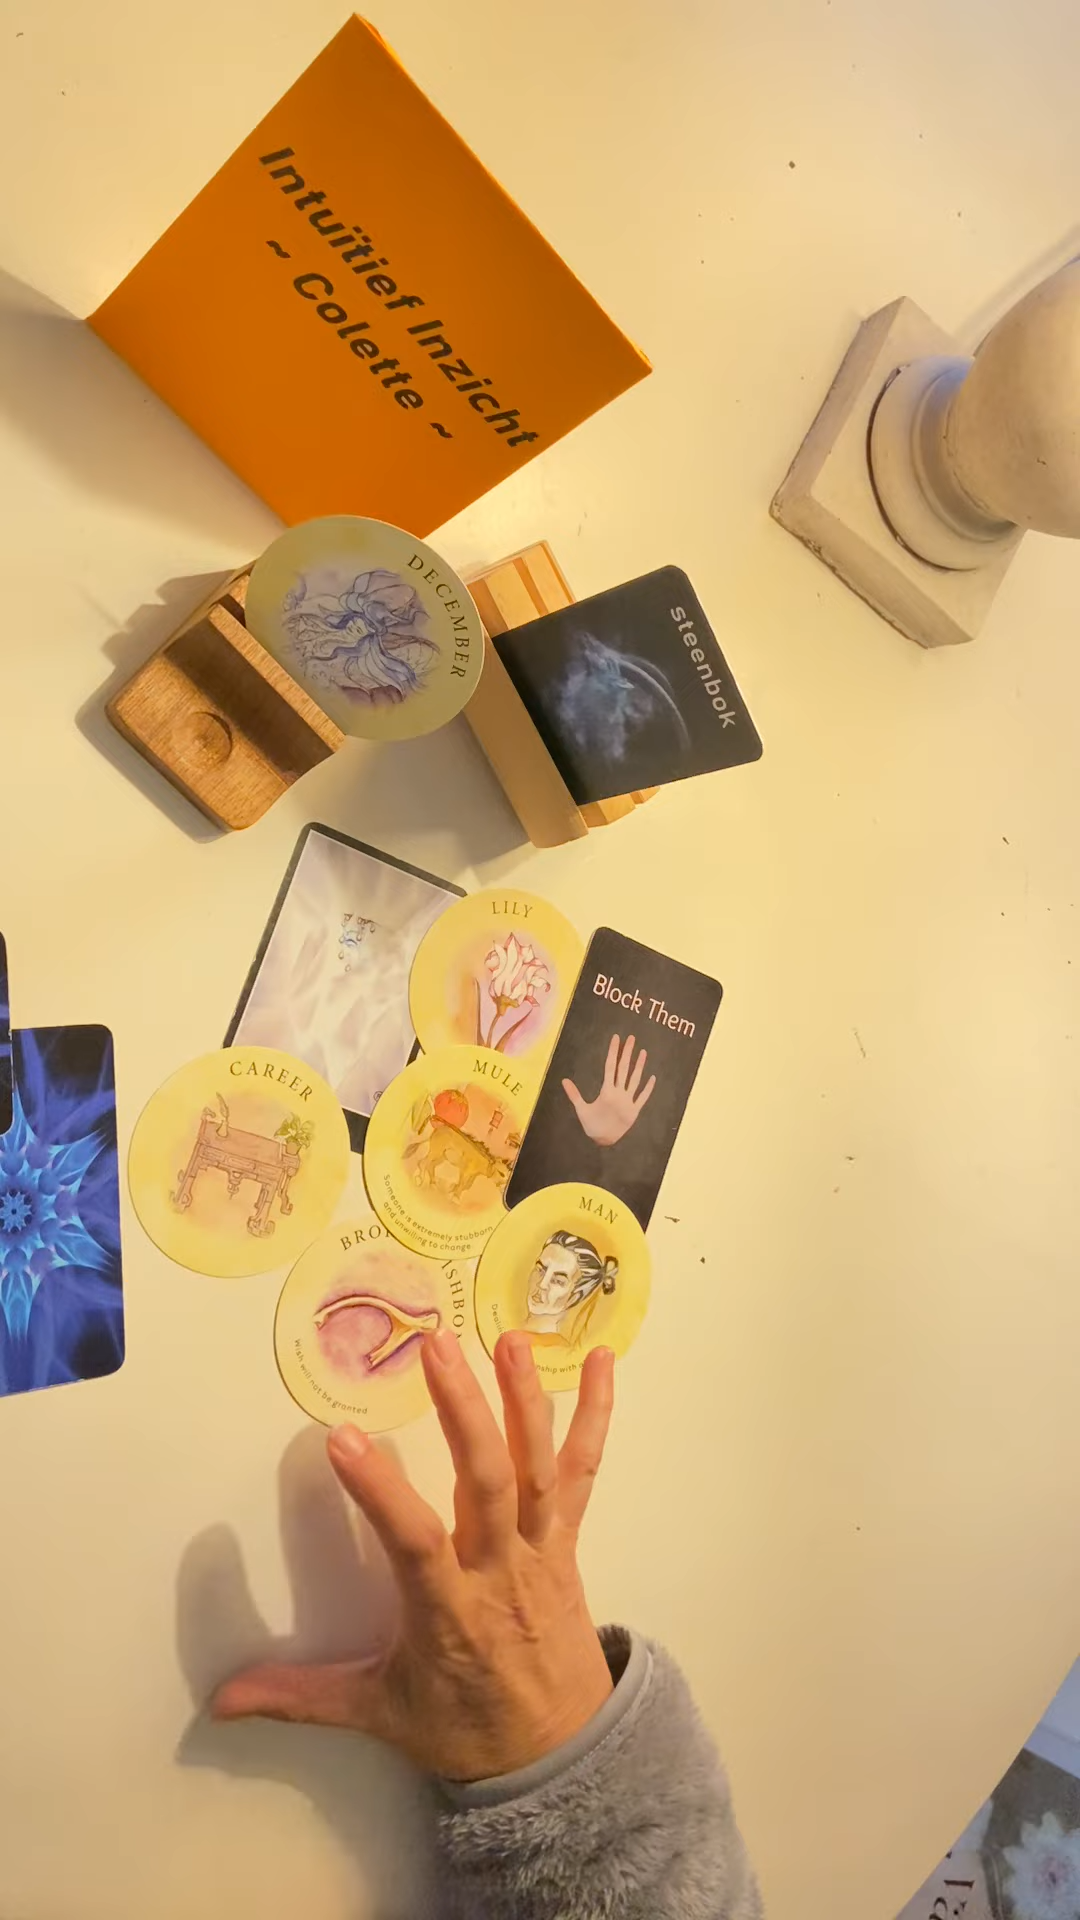 Intuïtief Inzicht
~ Colette ~
DECEMBER
steenbok
LILY
Block Them
CAREER
MULE
Someone is extremely stubborn
and unwilling to change.
MAN
Wish will not be granted